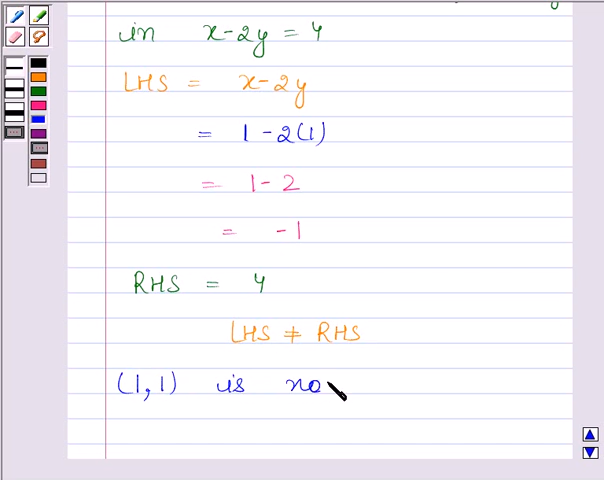 in x-2y = 4
LHS = x-2y
= 1-2(1)
= 1-2
= -1
RHS = 4
LHS ≠ RHS
(1,1) is no